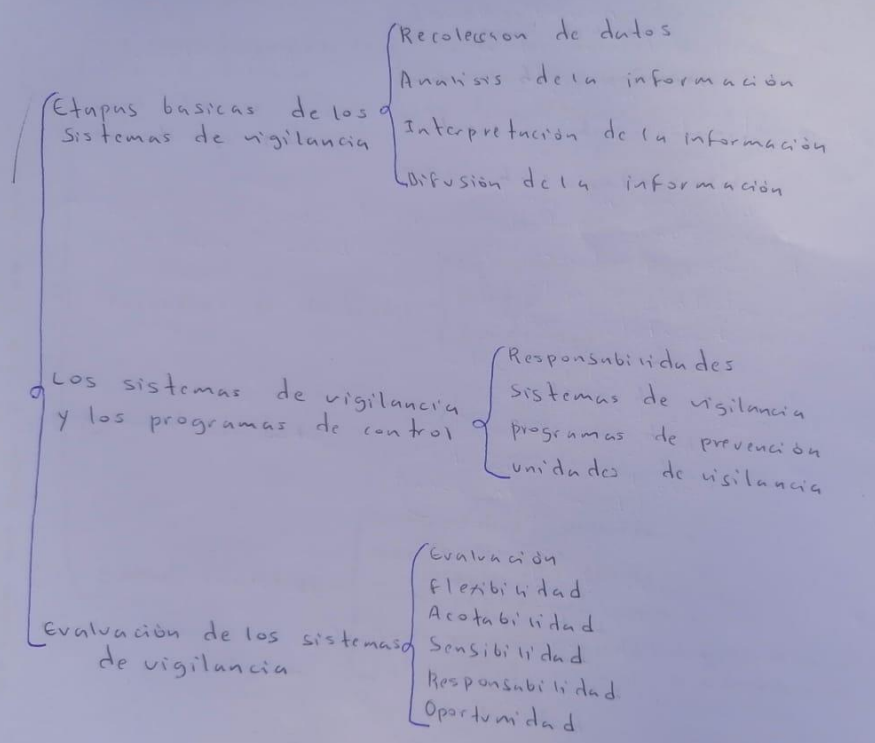 Etapas basicas de los
sistemas de vigilancia
Recolección de datos
Analisis de la información
Interpretación de la información
Difusión de la información
Los sistemas de vigilancia
y los programas de control
Responsabilidades
sistemas de vigilancia
programas de prevención
unidades de vigilancia
Evaluación de los sistemas
de vigilancia
Evaluación
flexibilidad
Acotabilidad
Sensibilidad
Responsabilidad
Oportunidad